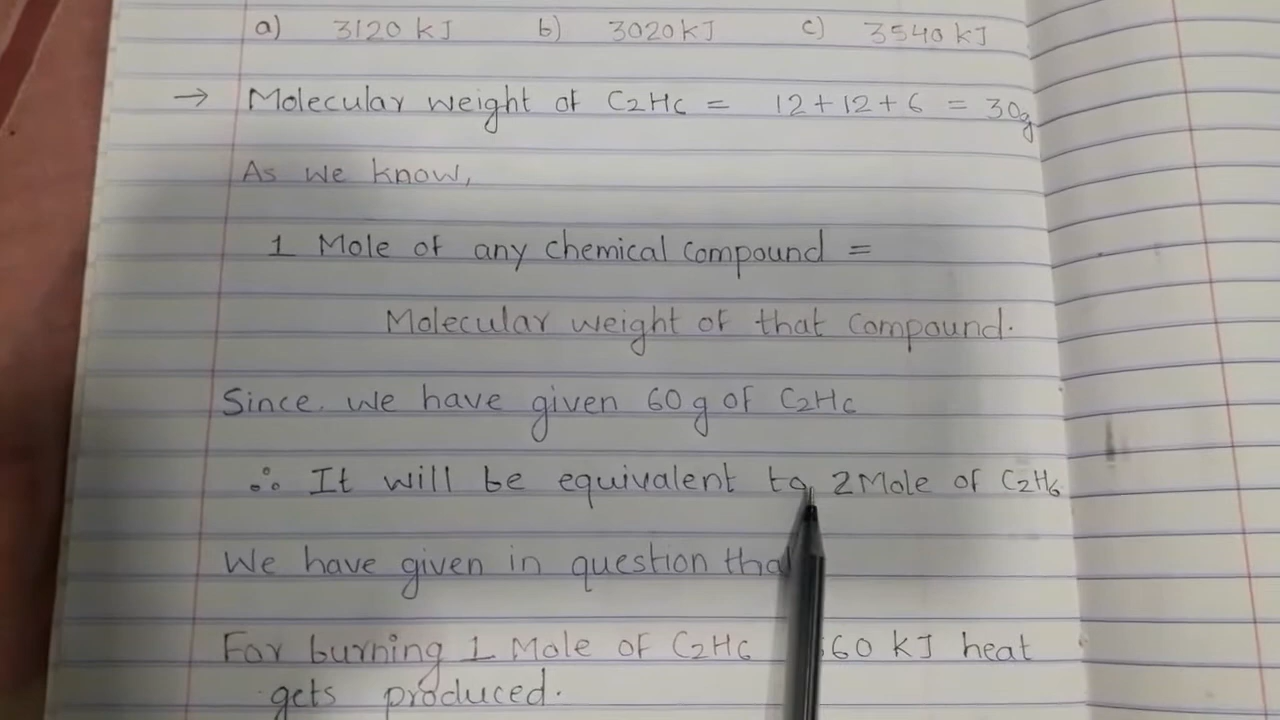 a) 3120 kJ b) 3020 kJ c) 3540 kJ
→ Molecular weight of C2H6 = 12+12+6 = 30g
As we know,
1 Mole of any chemical compound =
Molecular weight of that compound.
Since, we have given 60 g of C2H6
∴ It will be equivalent to 2 Mole of C2H6
We have given in question
For burning 1 Mole of C2H6 60 kJ heat
gets produced.